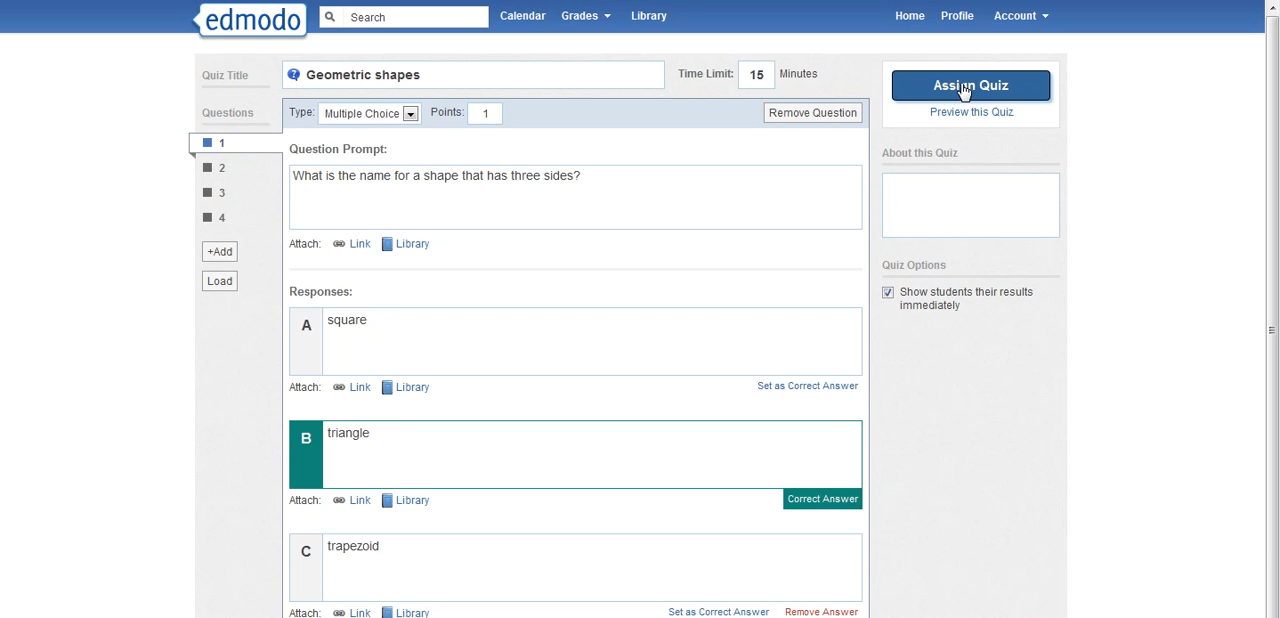 edmodo
Search
Calendar
Grades
Library
Home
Profile
Account
Quiz Title
Geometric shapes
Time Limit: 15 Minutes
Assign Quiz
Preview this Quiz
Questions
Type: Multiple Choice Points: 1
Remove Question
1
2
3
4
+Add
Load
Question Prompt:
What is the name for a shape that has three sides?
Attach: Link Library
Responses:
A square
Attach: Link Library
Set as Correct Answer
B triangle
Attach: Link Library
Correct Answer
C trapezoid
Attach: Link Library
Set as Correct Answer
Remove Answer
About this Quiz
Quiz Options
Show students their results
immediately